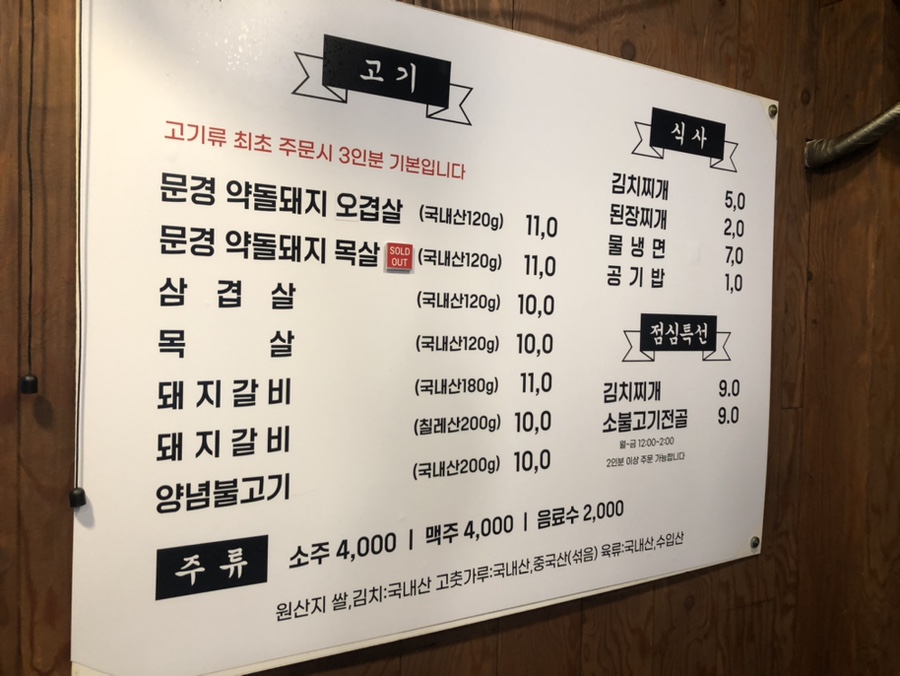 고기
고기류 최초 주문시 3인분 기본입니다
문경 약돌돼지 오겹살 (국내산120g) 11,0
문경 약돌돼지 목살 SOLD OUT (국내산120g) 11,0
삼 겹 살 (국내산120g) 10,0
목 살 (국내산120g) 10,0
돼 지 갈 비 (국내산180g) 11,0
돼 지 갈 비 (칠레산200g) 10,0
양념불고기 (국내산200g) 10,0
식사
김치찌개 5,0
된장찌개 2,0
물 냉 면 7,0
공 기 밥 1,0
점심특선
김치찌개 9.0
소불고기전골 9.0
월~금 12:00~2:00
2인분 이상 주문 가능합니다
주 류 소주 4,000 | 맥주 4,000 | 음료수 2,000
원산지 쌀,김치:국내산 고춧가루:국내산,중국산(섞음) 육류:국내산,수입산